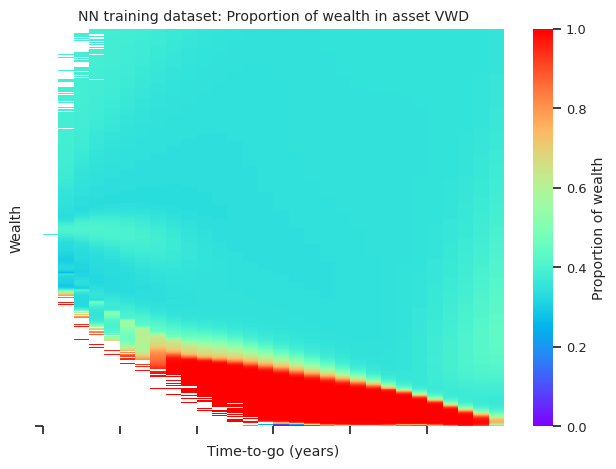 NN training dataset: Proportion of wealth in asset VWD
Wealth
Time-to-go (years)
1.0
0.8
0.6
0.4
0.2
0.0
Proportion of wealth